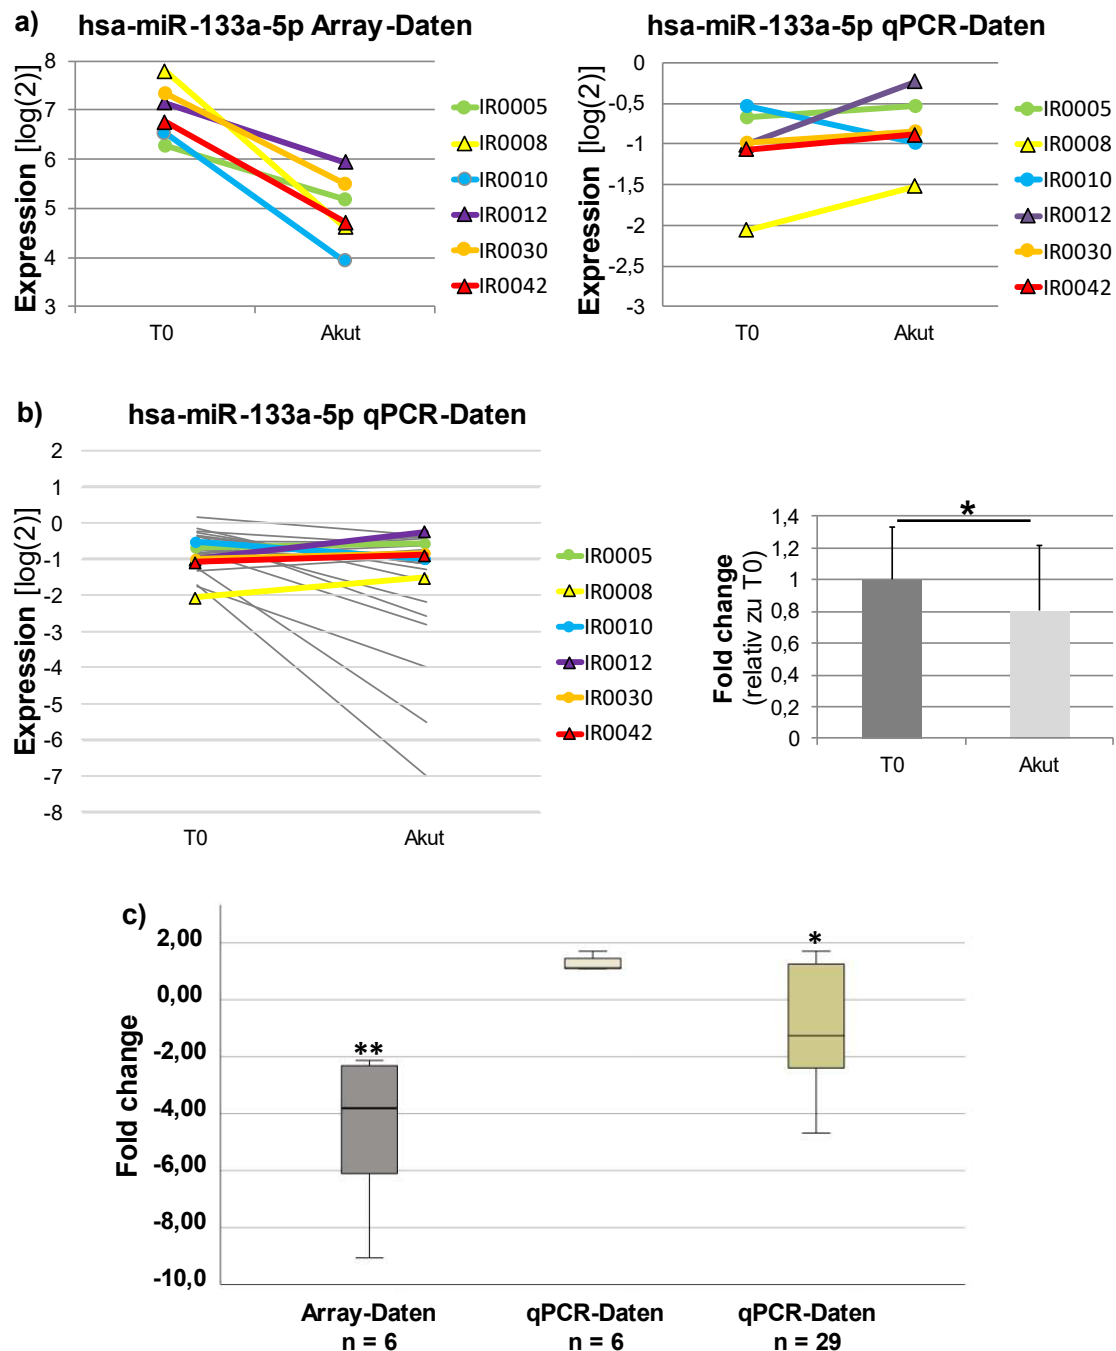 a)
hsa-miR-133a-5p Array-Daten
Expression [log(2)]
8
7
6
5
4
3
T0
Akut
IR0005
IR0008
IR0010
IR0012
IR0030
IR0042
hsa-miR-133a-5p qPCR-Daten
Expression [log(2)]
0
-0,5
-1
-1,5
-2
-2,5
-3
T0
Akut
IR0005
IR0008
IR0010
IR0012
IR0030
IR0042
b)
hsa-miR-133a-5p qPCR-Daten
Expression [log(2)]
2
1
0
-1
-2
-3
-4
-5
-6
-7
-8
T0
Akut
IR0005
IR0008
IR0010
IR0012
IR0030
IR0042
Fold change
(relativ zu T0)
1,4
1,2
1
0,8
0,6
0,4
0,2
0
*
T0
Akut
c)
Fold change
2,00
0,00
-2,00
-4,00
-6,00
-8,00
-10,0
**
*
Array-Daten
n = 6
qPCR-Daten
n = 6
qPCR-Daten
n = 29